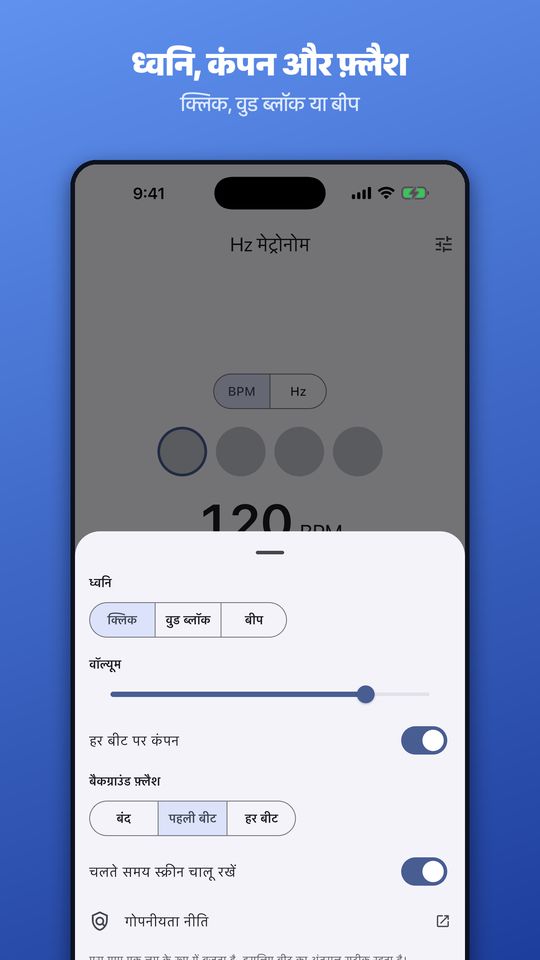 ध्वनि, कंपन और फ़्लैश
क्लिक, वुड ब्लॉक या बीप
9:41
Hz मेट्रोनोम
BPM Hz
120 BPM
ध्वनि
क्लिक वुड ब्लॉक बीप
वॉल्यूम
हर बीट पर कंपन
बैकग्राउंड फ़्लैश
बंद पहली बीट हर बीट
चलते समय स्क्रीन चालू रखें
गोपनीयता नीति